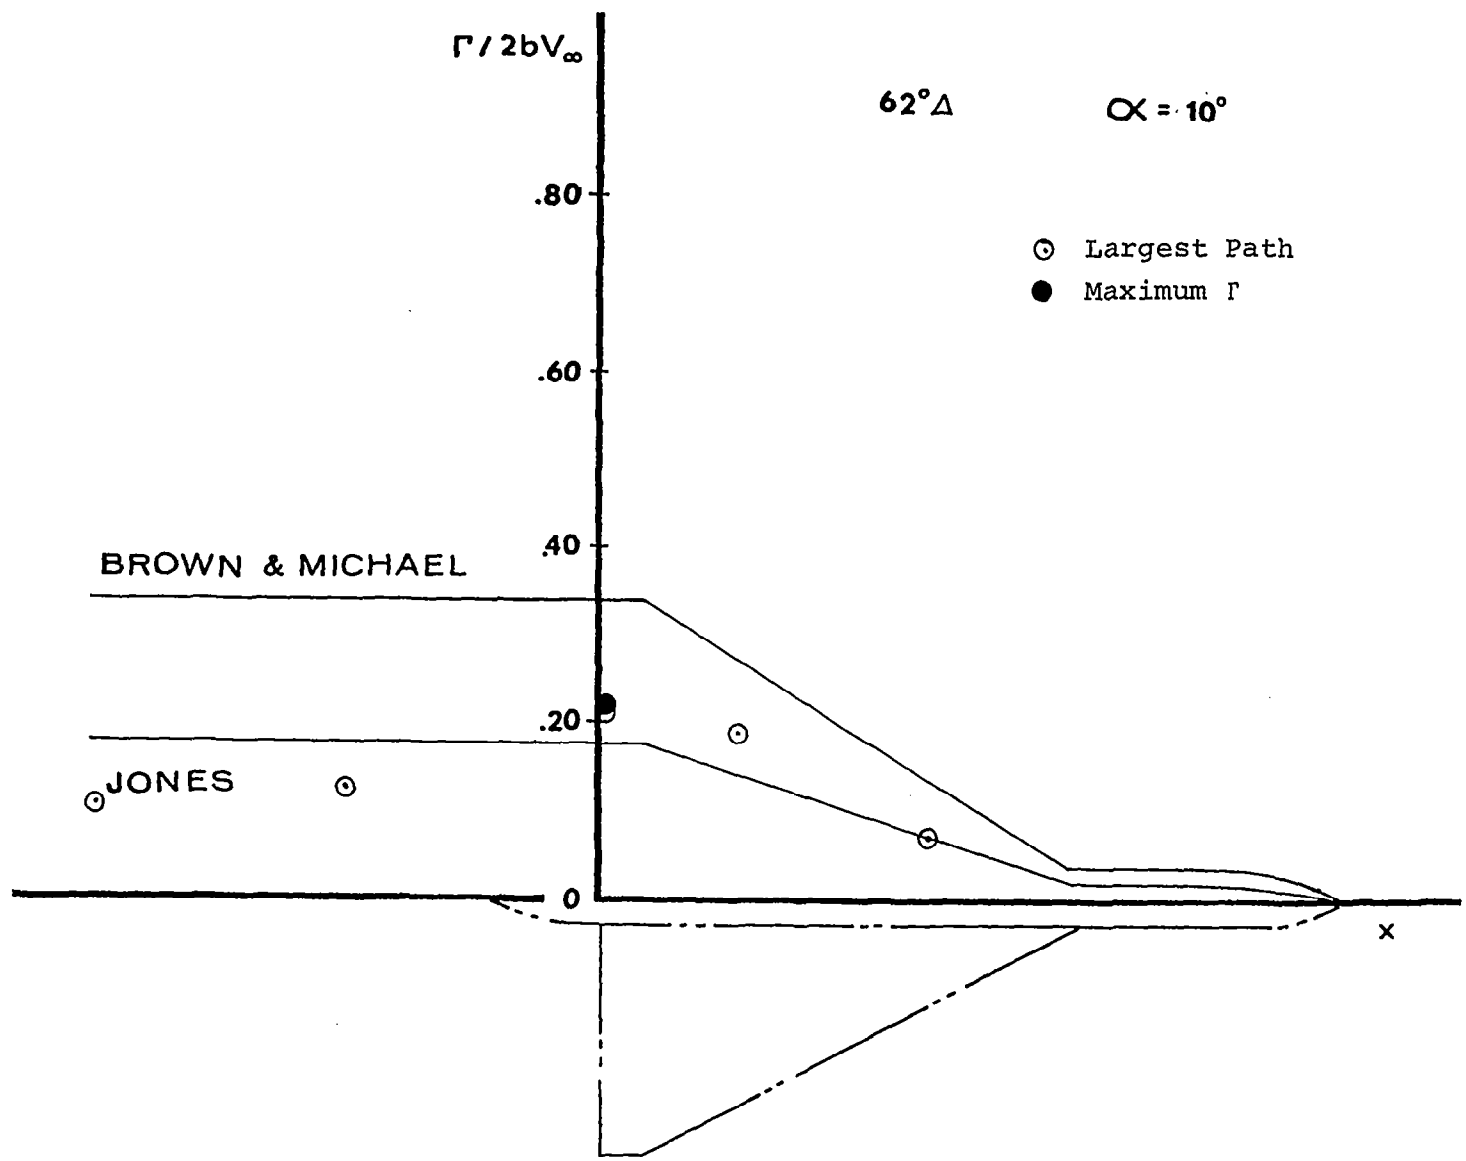 Γ / 2bV∞
62°Δ
α = 10°
.80
⊙ Largest Path
● Maximum Γ
.60
.40
BROWN & MICHAEL
.20
JONES
0
x